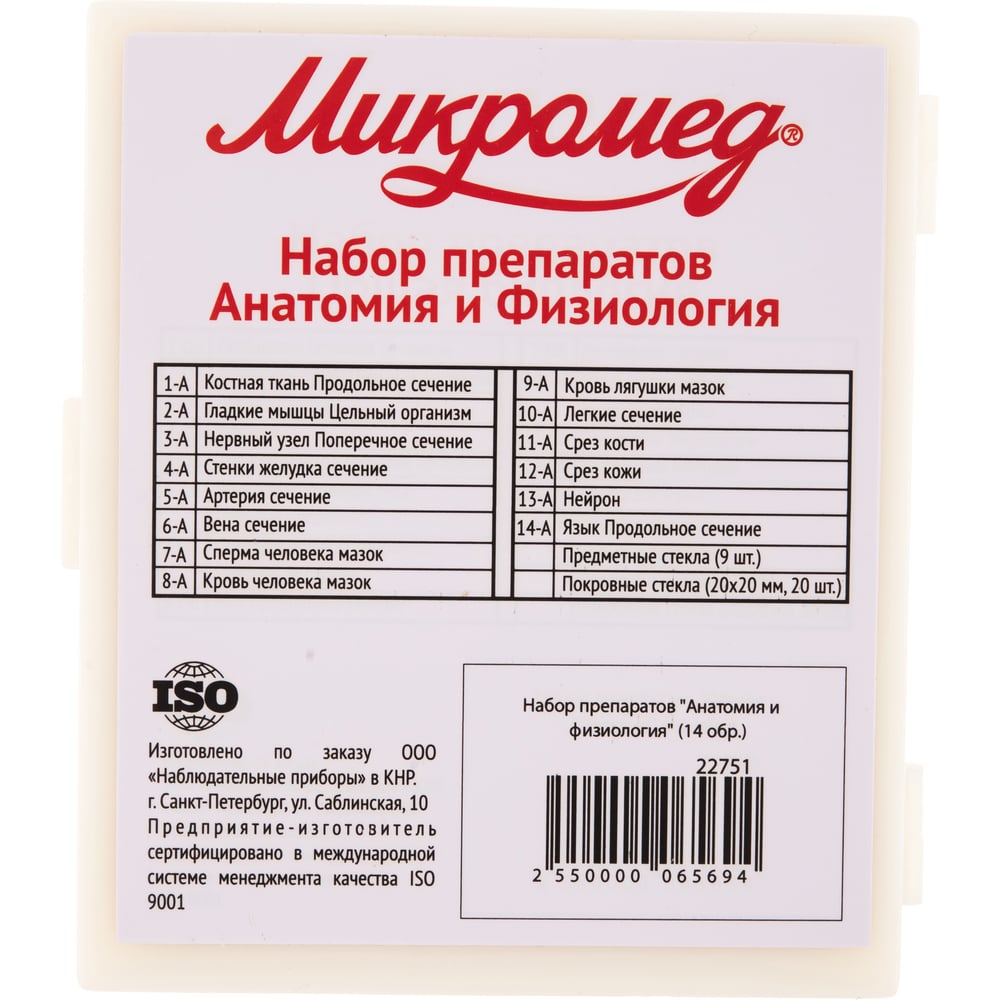 Микромед®
Набор препаратов
Анатомия и Физиология
1-А Костная ткань Продольное сечение
2-А Гладкие мышцы Цельный организм
3-А Нервный узел Поперечное сечение
4-А Стенки желудка сечение
5-А Артерия сечение
6-А Вена сечение
7-А Сперма человека мазок
8-А Кровь человека мазок
9-А Кровь лягушки мазок
10-А Легкие сечение
11-А Срез кости
12-А Срез кожи
13-А Нейрон
14-А Язык Продольное сечение
Предметные стекла (9 шт.)
Покровные стекла (20х20 мм, 20 шт.)
ISO
Изготовлено по заказу ООО
«Наблюдательные приборы» в КНР.
г. Санкт-Петербург, ул. Саблинская, 10
Предприятие-изготовитель
сертифицировано в международной
системе менеджмента качества ISO
9001
Набор препаратов "Анатомия и
физиология" (14 обр.)
22751
2 550000 065694